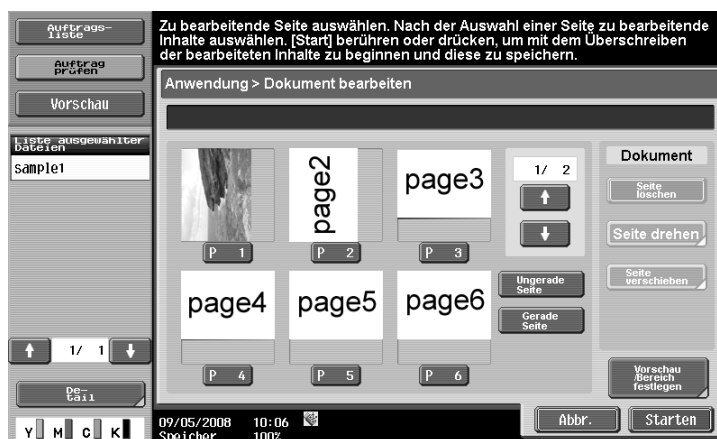 Auftrags-
liste
Auftrag
prüfen
Vorschau
Liste ausgewählter
Dateien
sample1
1/ 1
De-
tail
Y M C K
Zu bearbeitende Seite auswählen. Nach der Auswahl einer Seite zu bearbeitende
Inhalte auswählen. [Start] berühren oder drücken, um mit dem Überschreiben
der bearbeiteten Inhalte zu beginnen und diese zu speichern.
Anwendung > Dokument bearbeiten
page2
page3
P 1
P 2
P 3
page4
page5
page6
P 4
P 5
P 6
1/ 2
Ungerade
Seite
Gerade
Seite
Dokument
Seite
löschen
Seite drehen
Seite
verschieben
Vorschau
/Bereich
festlegen
09/05/2008 10:06
Speicher 100%
Abbr.
Starten